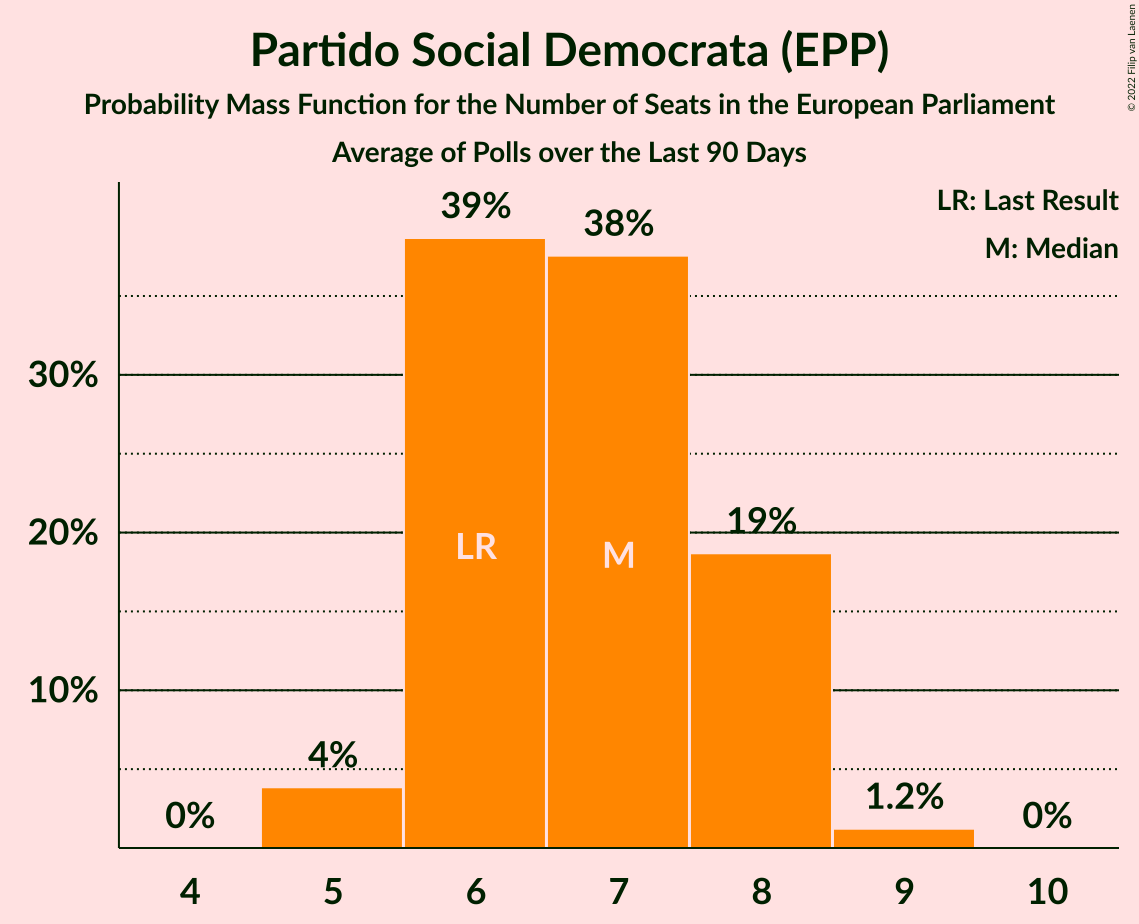 Partido Social Democrata (EPP)
Probability Mass Function for the Number of Seats in the European Parliament
Average of Polls over the Last 90 Days
© 2022 Filip van Laenen
LR: Last Result
M: Median
39%
38%
30%
20%
19%
LR
M
10%
4%
1.2%
0%
0%
4 5 6 7 8 9 10